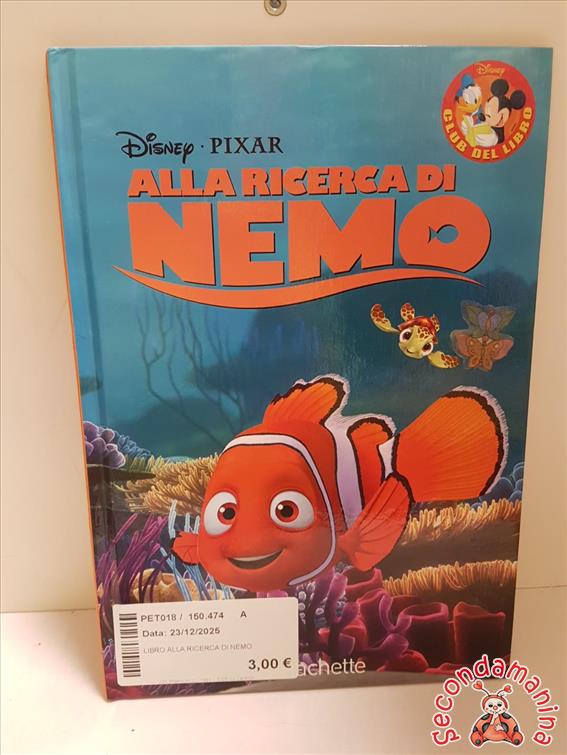 Disney
CLUB DEL LIBRO
Disney · PIXAR
ALLA RICERCA DI
NEMO
PET018 / 150.474 A
Data: 23/12/2025
LIBRO ALLA RICERCA DI NEMO
3,00 €
achette
Secondamanina